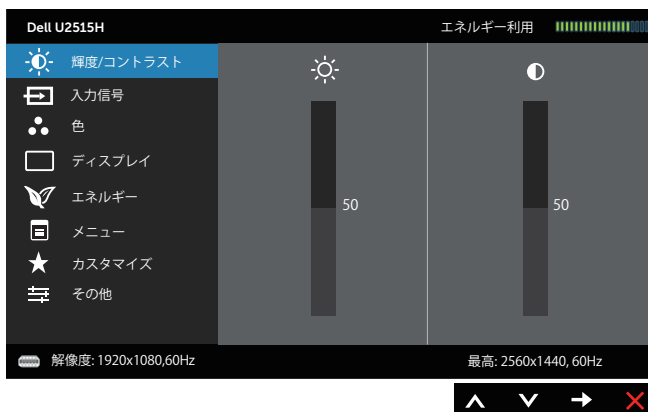 Dell U2515H
エネルギー利用
輝度/コントラスト
入力信号
色
ディスプレイ
エネルギー
メニュー
カスタマイズ
その他
50
50
解像度: 1920x1080,60Hz
最高: 2560x1440, 60Hz